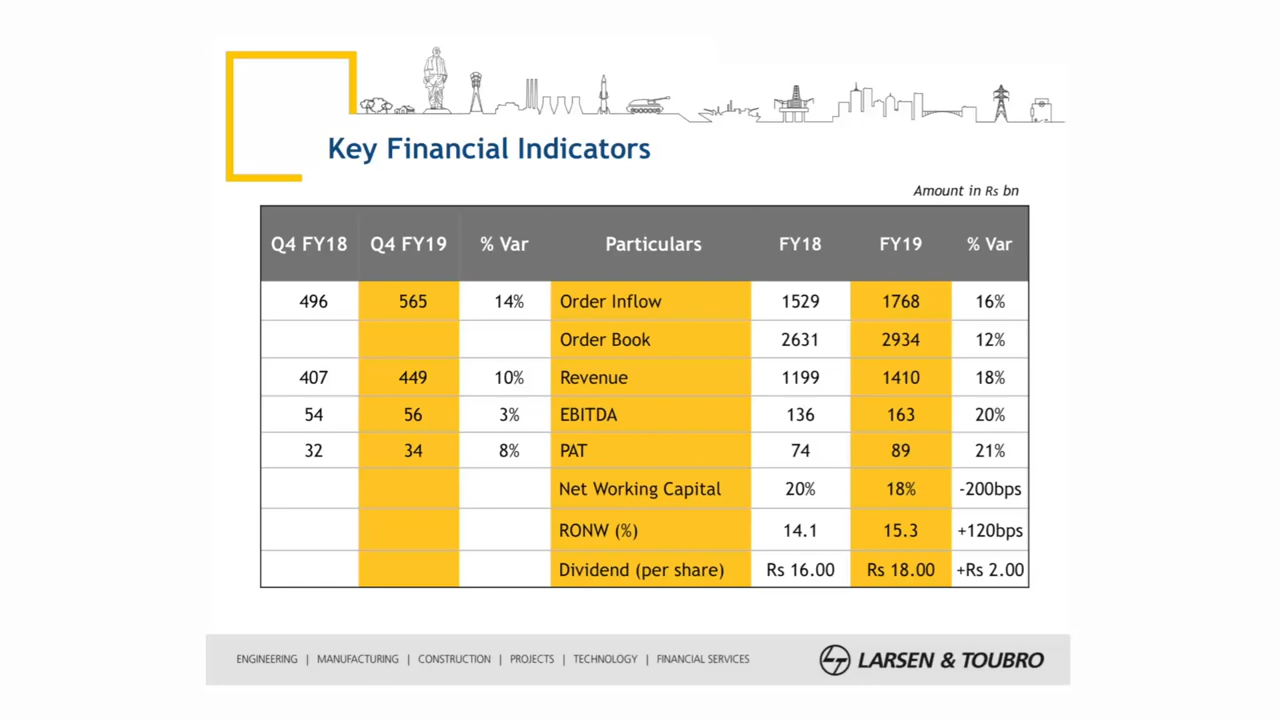 Key Financial Indicators
Amount in Rs bn
Q4 FY18 Q4 FY19 % Var Particulars FY18 FY19 % Var
496 565 14% Order Inflow 1529 1768 16%
Order Book 2631 2934 12%
407 449 10% Revenue 1199 1410 18%
54 56 3% EBITDA 136 163 20%
32 34 8% PAT 74 89 21%
Net Working Capital 20% 18% -200bps
RONW (%) 14.1 15.3 +120bps
Dividend (per share) Rs 16.00 Rs 18.00 +Rs 2.00
ENGINEERING | MANUFACTURING | CONSTRUCTION | PROJECTS | TECHNOLOGY | FINANCIAL SERVICES LARSEN & TOUBRO